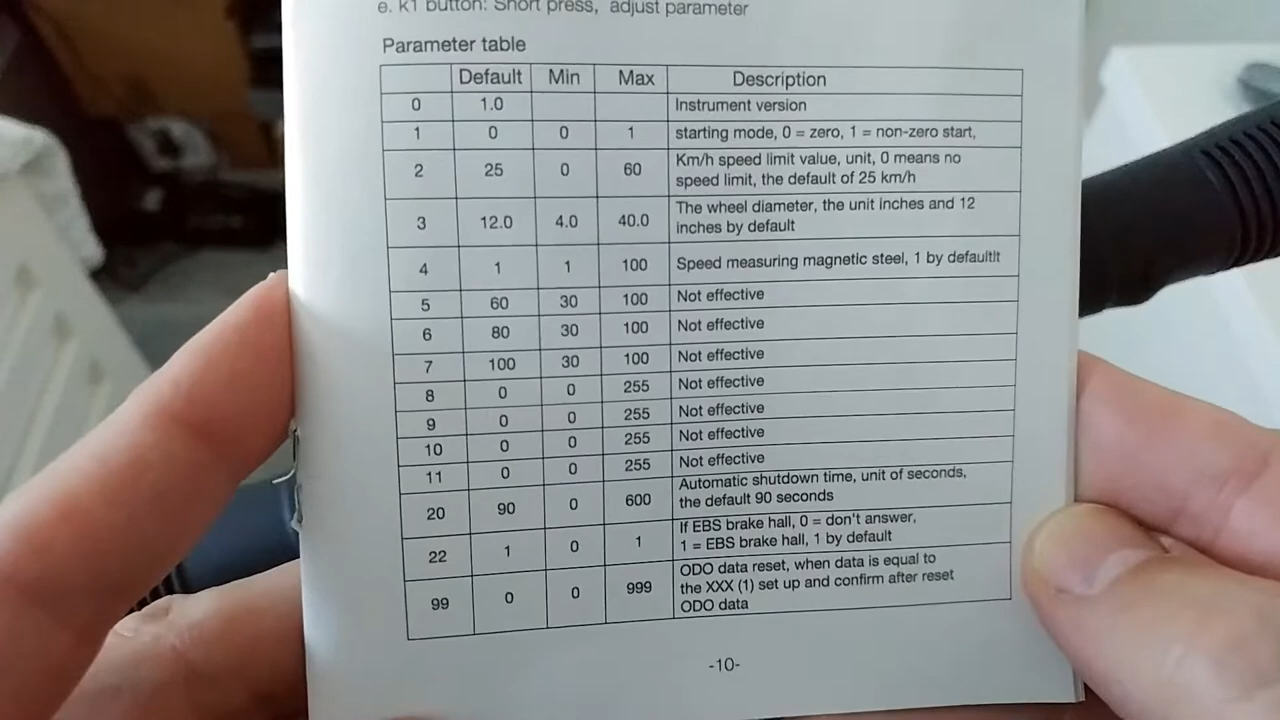 e. k1 button: Short press, adjust parameter
Parameter table
Default Min Max Description
0 1.0 Instrument version
1 0 0 1 starting mode, 0 = zero, 1 = non-zero start,
2 25 0 60 Km/h speed limit value, unit, 0 means no
speed limit, the default of 25 km/h
3 12.0 4.0 40.0 The wheel diameter, the unit inches and 12
inches by default
4 1 1 100 Speed measuring magnetic steel, 1 by defaultlt
5 60 30 100 Not effective
6 80 30 100 Not effective
7 100 30 100 Not effective
8 0 0 255 Not effective
9 0 0 255 Not effective
10 0 0 255 Not effective
11 0 0 255 Not effective
20 90 0 600 Automatic shutdown time, unit of seconds,
the default 90 seconds
22 1 0 1 If EBS brake hall, 0 = don't answer,
1 = EBS brake hall, 1 by default
99 0 0 999 ODO data reset, when data is equal to
the XXX (1) set up and confirm after reset
ODO data
-10-